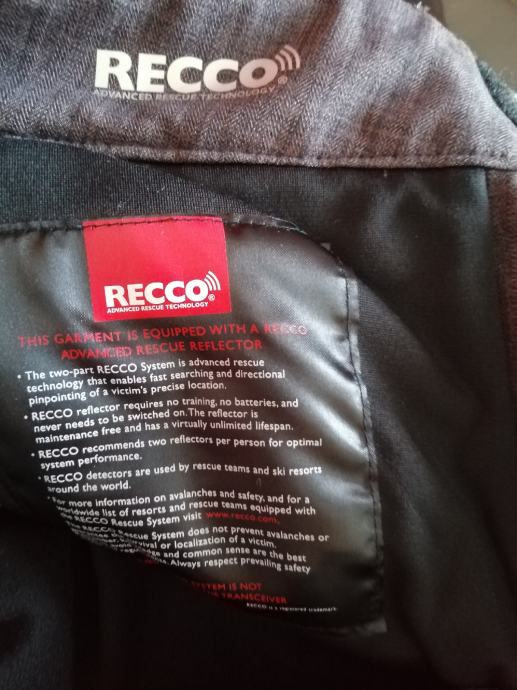 RECCO®
ADVANCED RESCUE TECHNOLOGY
RECCO®
ADVANCED RESCUE TECHNOLOGY
THIS GARMENT IS EQUIPPED WITH A RECCO
ADVANCED RESCUE REFLECTOR
• The two-part RECCO System is advanced rescue
technology that enables fast searching and directional
pinpointing of a victim's precise location.
• RECCO reflector requires no training, no batteries, and
never needs to be switched on. The reflector is
maintenance free and has a virtually unlimited lifespan.
• RECCO recommends two reflectors per person for optimal
system performance.
• RECCO detectors are used by rescue teams and ski resorts
around the world.
• For more information on avalanches and safety, and for a
worldwide list of resorts and rescue teams equipped with
RECCO Rescue System visit www.recco.com.
RECCO Rescue System does not prevent avalanches or
survival or localization of a victim.
and common sense are the best
Always respect prevailing safety
SYSTEM IS NOT
TRANSCEIVER
RECCO is a registered trademark